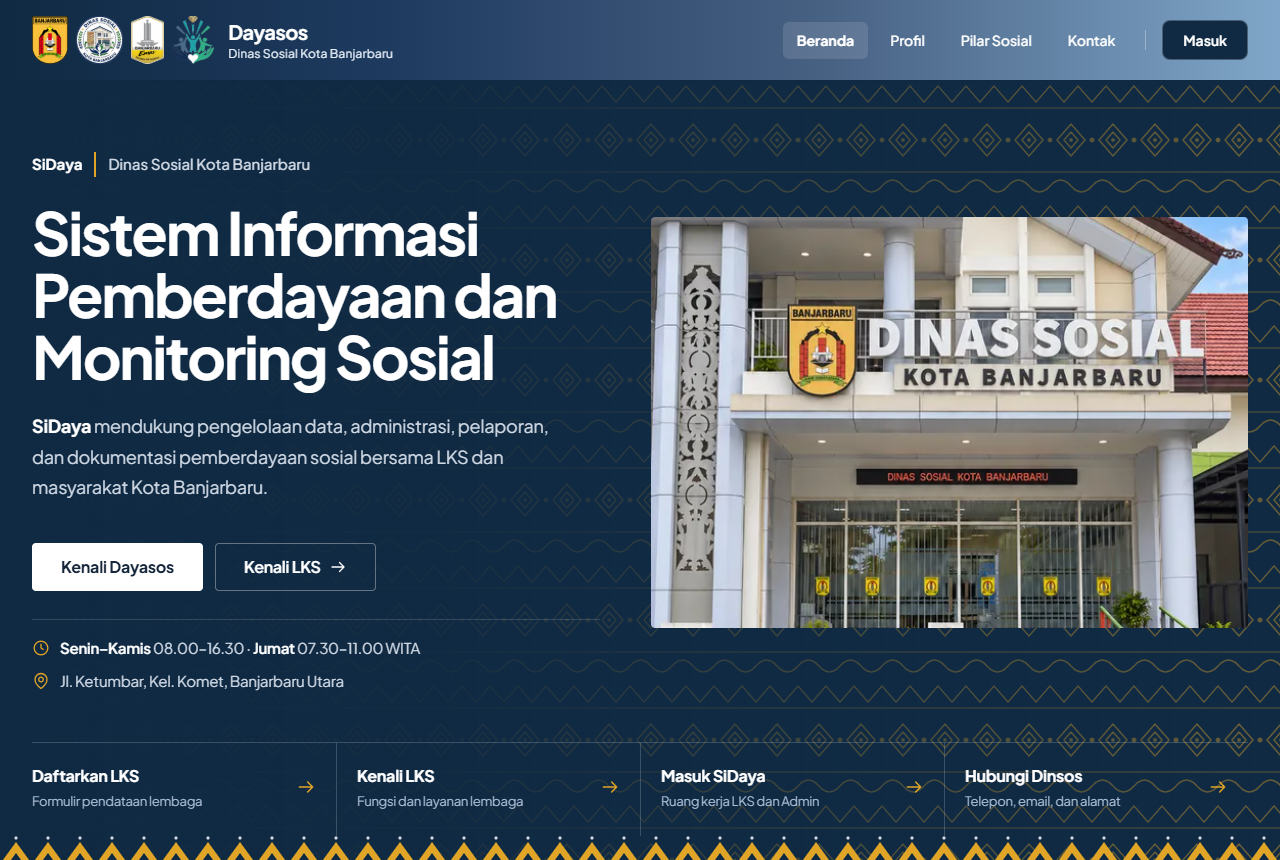 BANJARBARU
DINAS SOSIAL
Dayasos
Dinas Sosial Kota Banjarbaru
Beranda
Profil
Pilar Sosial
Kontak
Masuk
SiDaya
Dinas Sosial Kota Banjarbaru
Sistem Informasi
Pemberdayaan dan
Monitoring Sosial
SiDaya mendukung pengelolaan data, administrasi, pelaporan,
dan dokumentasi pemberdayaan sosial bersama LKS dan
masyarakat Kota Banjarbaru.
Kenali Dayasos
Kenali LKS →
Senin–Kamis 08.00–16.30 · Jumat 07.30–11.00 WITA
Jl. Ketumbar, Kel. Komet, Banjarbaru Utara
BANJARBARU
DINAS SOSIAL
KOTA BANJARBARU
DINAS SOSIAL KOTA BANJARBARU
Daftarkan LKS
Formulir pendataan lembaga
Kenali LKS
Fungsi dan layanan lembaga
Masuk SiDaya
Ruang kerja LKS dan Admin
Hubungi Dinsos
Telepon, email, dan alamat